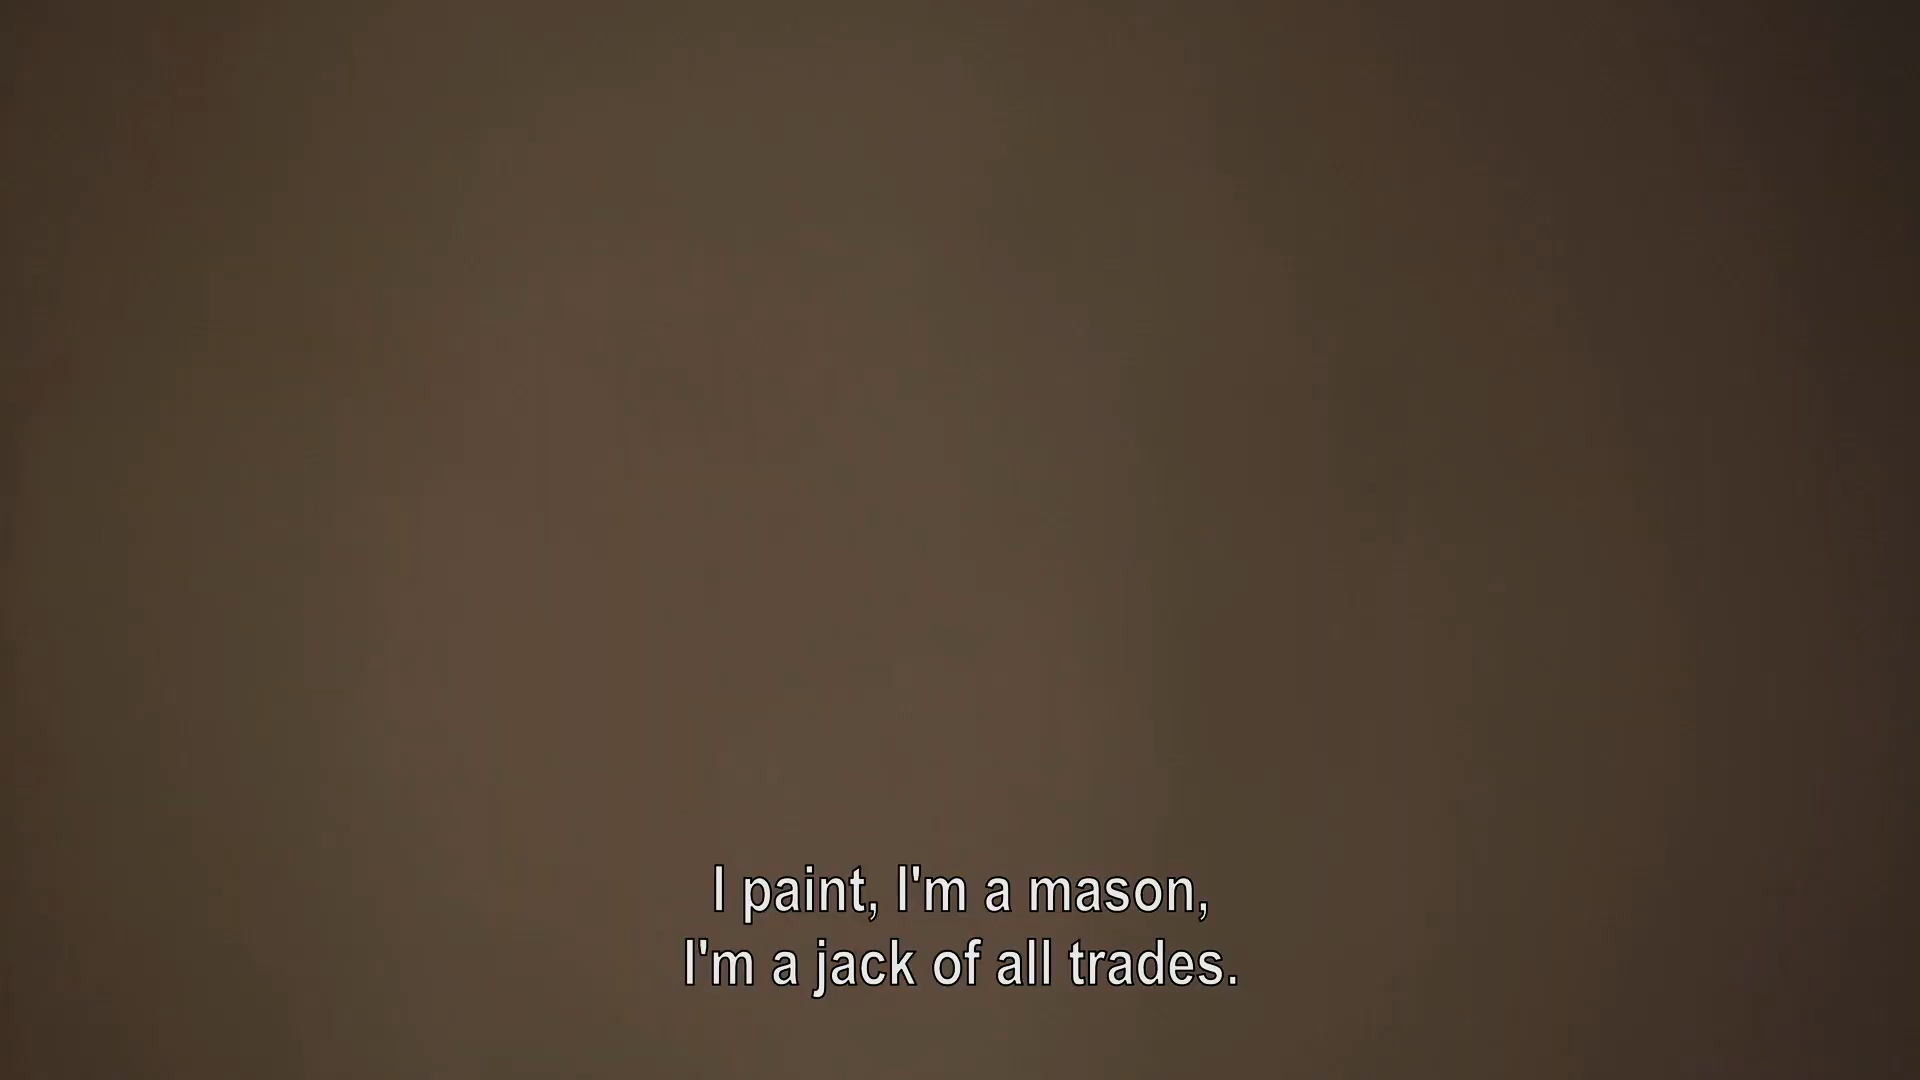 I paint, I'm a mason,
I'm a jack of all trades.